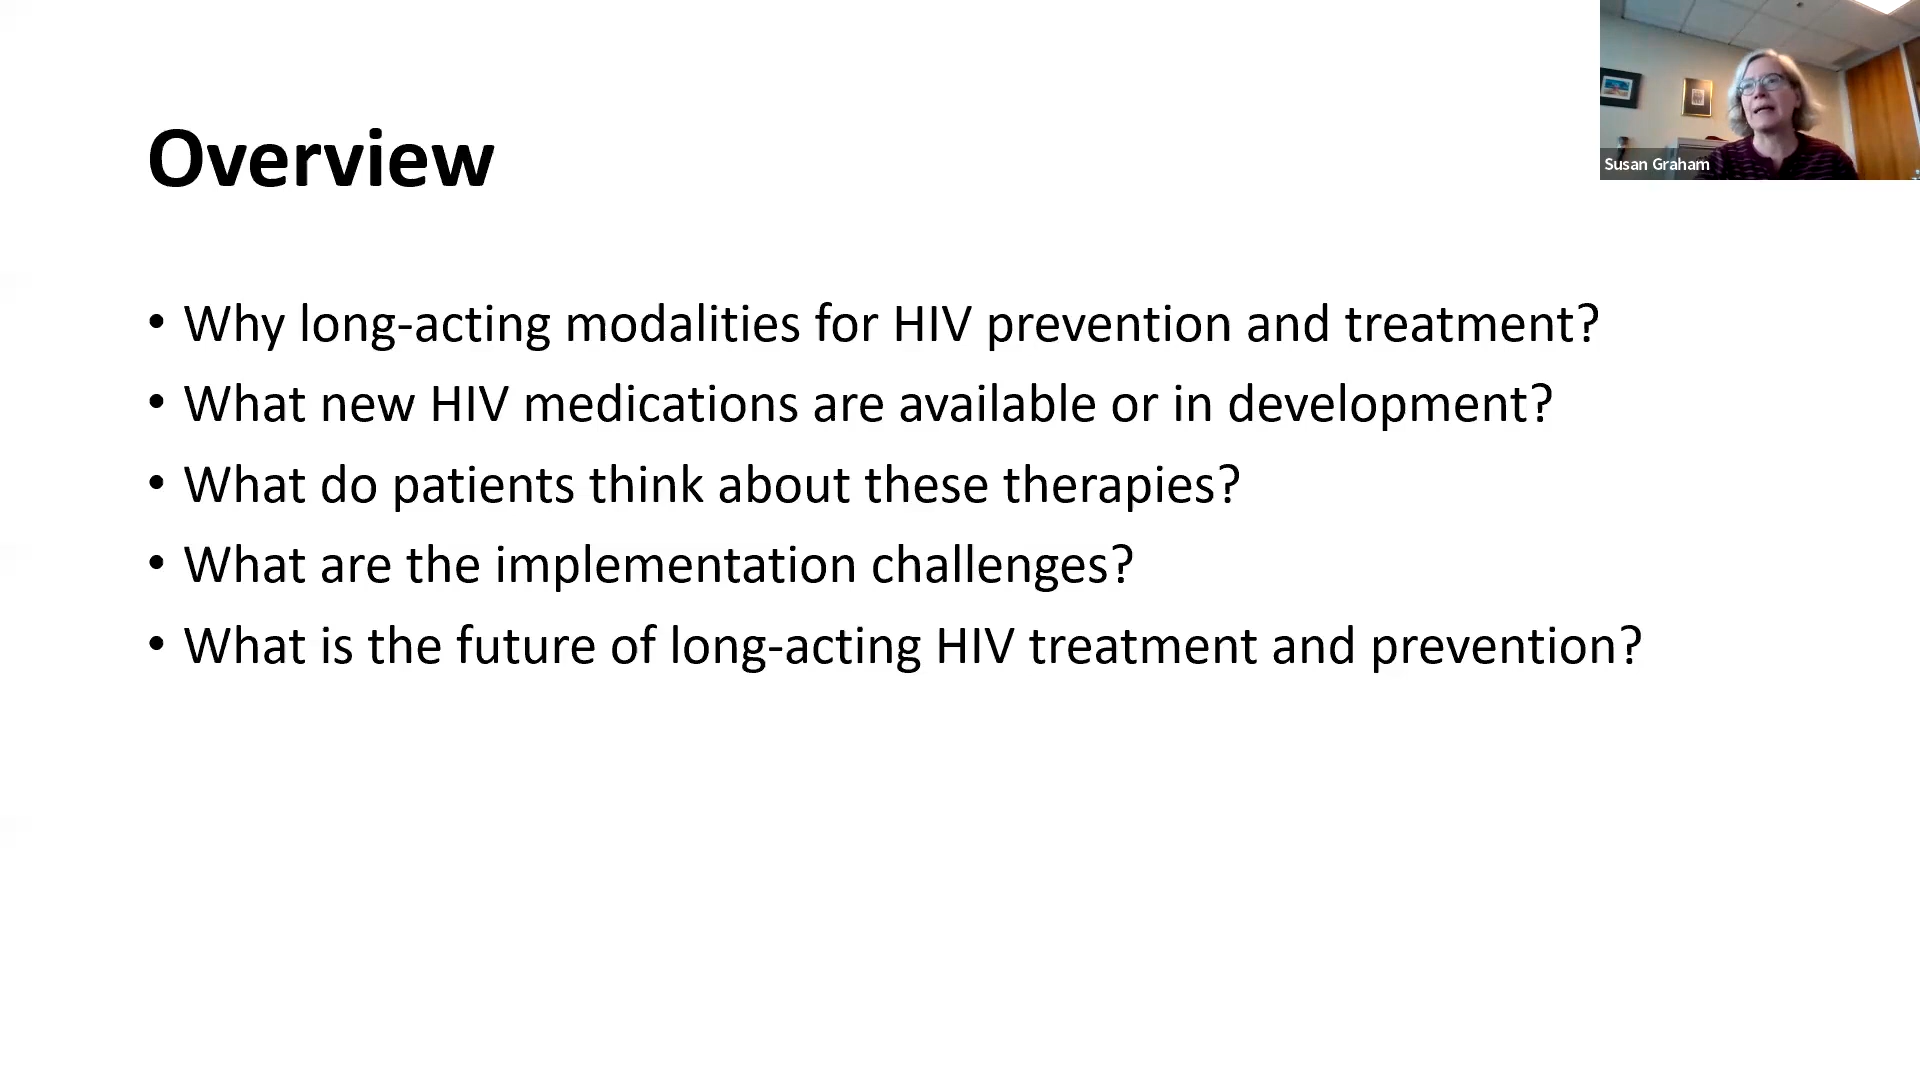 Overview
Susan Graham
• Why long-acting modalities for HIV prevention and treatment?
• What new HIV medications are available or in development?
• What do patients think about these therapies?
• What are the implementation challenges?
• What is the future of long-acting HIV treatment and prevention?